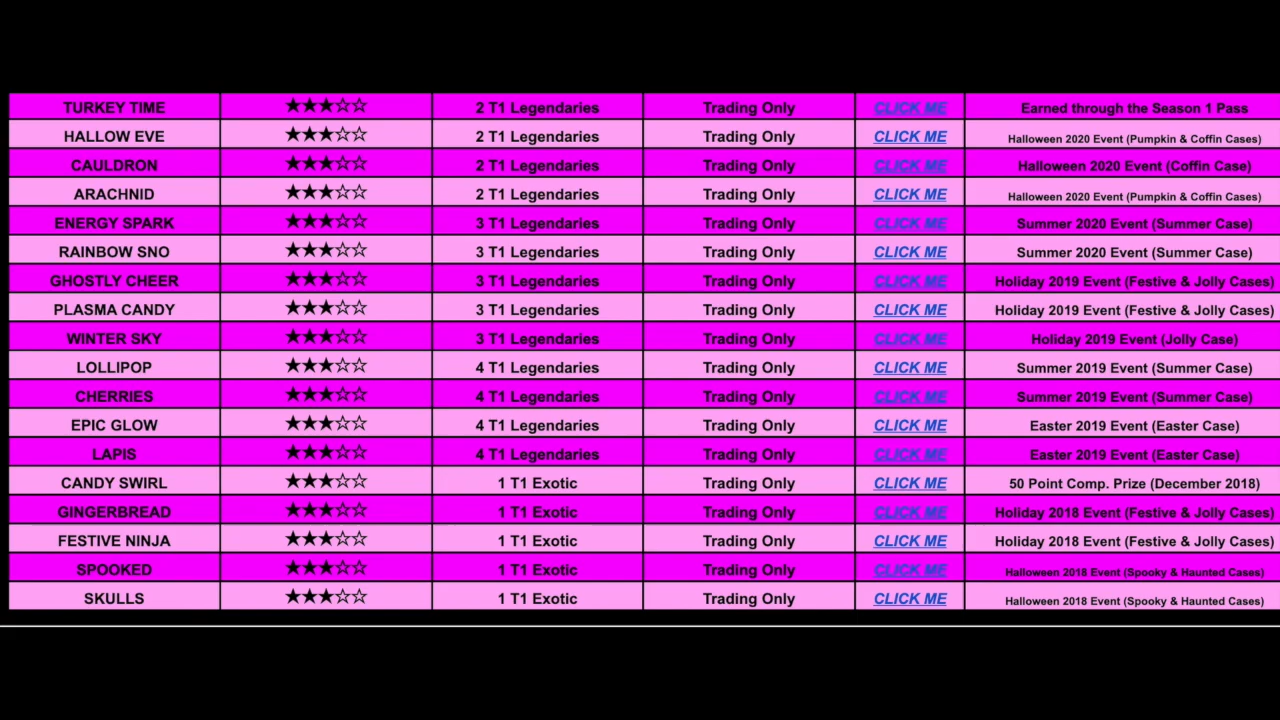 TURKEY TIME ★★★☆☆ 2 T1 Legendaries Trading Only CLICK ME Earned through the Season 1 Pass
HALLOW EVE ★★★☆☆ 2 T1 Legendaries Trading Only CLICK ME Halloween 2020 Event (Pumpkin & Coffin Cases)
CAULDRON ★★★☆☆ 2 T1 Legendaries Trading Only CLICK ME Halloween 2020 Event (Coffin Case)
ARACHNID ★★★☆☆ 2 T1 Legendaries Trading Only CLICK ME Halloween 2020 Event (Pumpkin & Coffin Cases)
ENERGY SPARK ★★★☆☆ 3 T1 Legendaries Trading Only CLICK ME Summer 2020 Event (Summer Case)
RAINBOW SNO ★★★☆☆ 3 T1 Legendaries Trading Only CLICK ME Summer 2020 Event (Summer Case)
GHOSTLY CHEER ★★★☆☆ 3 T1 Legendaries Trading Only CLICK ME Holiday 2019 Event (Festive & Jolly Cases)
PLASMA CANDY ★★★☆☆ 3 T1 Legendaries Trading Only CLICK ME Holiday 2019 Event (Festive & Jolly Cases)
WINTER SKY ★★★☆☆ 3 T1 Legendaries Trading Only CLICK ME Holiday 2019 Event (Jolly Case)
LOLLIPOP ★★★☆☆ 4 T1 Legendaries Trading Only CLICK ME Summer 2019 Event (Summer Case)
CHERRIES ★★★☆☆ 4 T1 Legendaries Trading Only CLICK ME Summer 2019 Event (Summer Case)
EPIC GLOW ★★★☆☆ 4 T1 Legendaries Trading Only CLICK ME Easter 2019 Event (Easter Case)
LAPIS ★★★☆☆ 4 T1 Legendaries Trading Only CLICK ME Easter 2019 Event (Easter Case)
CANDY SWIRL ★★★☆☆ 1 T1 Exotic Trading Only CLICK ME 50 Point Comp. Prize (December 2018)
GINGERBREAD ★★★☆☆ 1 T1 Exotic Trading Only CLICK ME Holiday 2018 Event (Festive & Jolly Cases)
FESTIVE NINJA ★★★☆☆ 1 T1 Exotic Trading Only CLICK ME Holiday 2018 Event (Festive & Jolly Cases)
SPOOKED ★★★☆☆ 1 T1 Exotic Trading Only CLICK ME Halloween 2018 Event (Spooky & Haunted Cases)
SKULLS ★★★☆☆ 1 T1 Exotic Trading Only CLICK ME Halloween 2018 Event (Spooky & Haunted Cases)